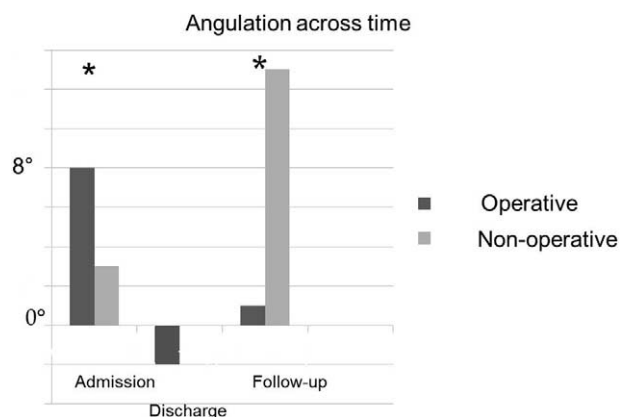 Angulation across time
*
*
8°
0°
Operative
Non-operative
Admission
Follow-up
Discharge